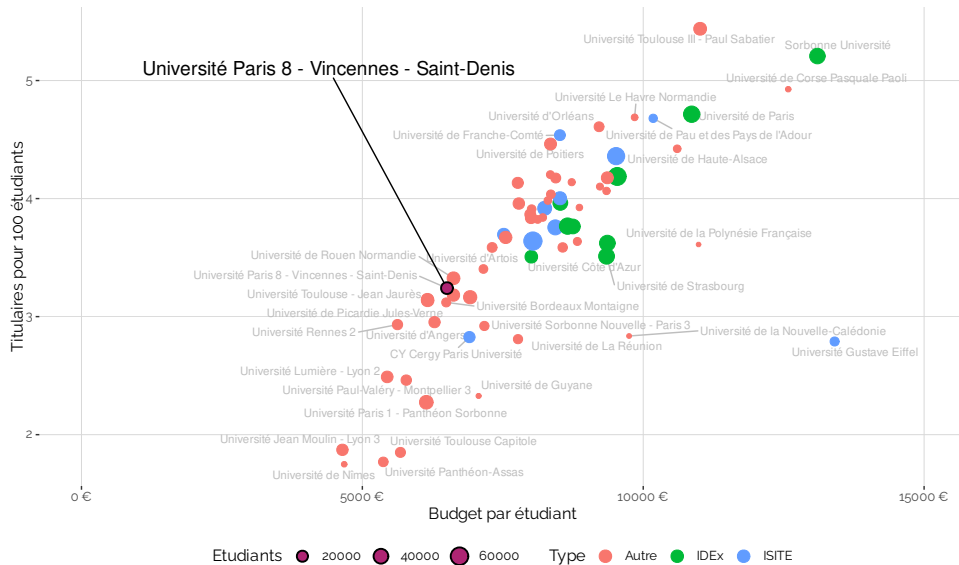 Université Toulouse III - Paul Sabatier
Sorbonne Université
Université Paris 8 - Vincennes - Saint-Denis
Université de Corse Pasquale Paoli
5
Université Le Havre Normandie
Université d'Orléans
Université de Paris
Université de Franche-Comté
Université de Pau et des Pays de l'Adour
Université de Poitiers
Université de Haute-Alsace
4
Titulaires pour 100 étudiants
Université de la Polynésie Française
Université de Rouen Normandie
Université d'Artois
Université Côte d'Azur
Université Paris 8 - Vincennes - Saint-Denis
Université de Strasbourg
Université Toulouse - Jean Jaurès
Université Bordeaux Montaigne
Université de Picardie Jules-Verne
3
Université Rennes 2
Université d'Angers
Université Sorbonne Nouvelle - Paris 3
Université de la Nouvelle-Calédonie
CY Cergy Paris Université
Université de La Réunion
Université Gustave Eiffel
Université Lumière - Lyon 2
Université Paul-Valéry - Montpellier 3
Université de Guyane
Université Paris 1 - Panthéon Sorbonne
2
Université Jean Moulin - Lyon 3
Université Toulouse Capitole
Université de Nîmes
Université Panthéon-Assas
0 €
5000 €
10000 €
15000 €
Budget par étudiant
Etudiants 20000 40000 60000 Type Autre IDEx ISITE